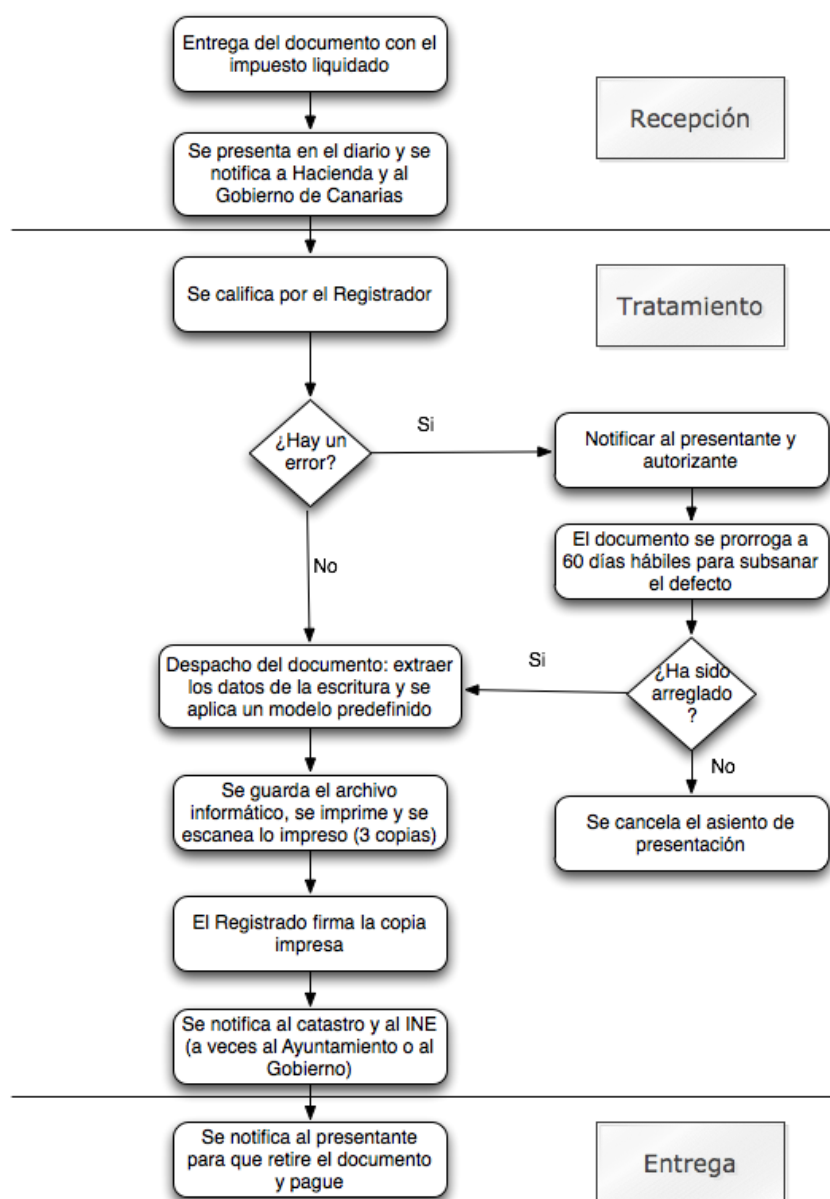 Entrega del documento con el
impuesto liquidado
Recepción
Se presenta en el diario y se
notifica a Hacienda y al
Gobierno de Canarias
Se califica por el Registrador
Tratamiento
¿Hay un
error?
Si
Notificar al presentante y
autorizante
El documento se prorroga a
60 días hábiles para subsanar
el defecto
No
¿Ha sido
arreglado
?
Si
Despacho del documento: extraer
los datos de la escritura y se
aplica un modelo predefinido
No
Se cancela el asiento de
presentación
Se guarda el archivo
informático, se imprime y se
escanea lo impreso (3 copias)
El Registrado firma la copia
impresa
Se notifica al catastro y al INE
(a veces al Ayuntamiento o al
Gobierno)
Se notifica al presentante
para que retire el documento
y pague
Entrega